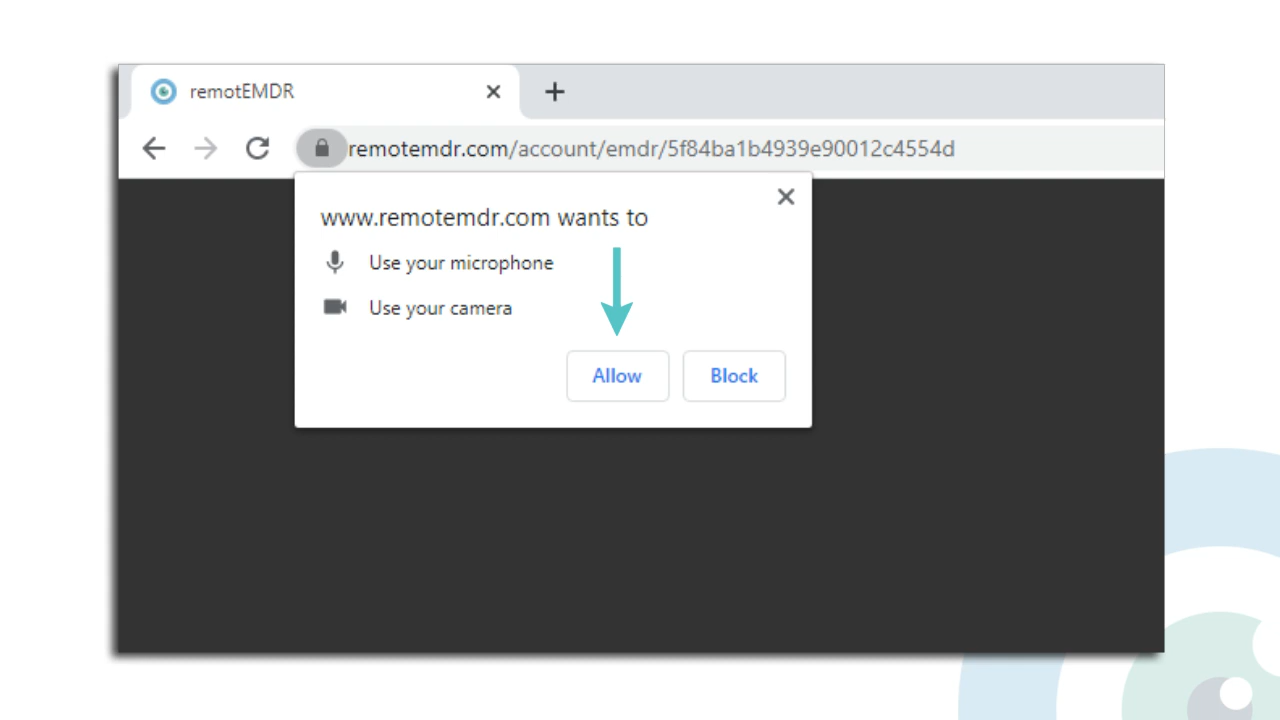 remotEMDR
remotemdr.com/account/emdr/5f84ba1b4939e90012c4554d
www.remotemdr.com wants to
Use your microphone
Use your camera
Allow Block